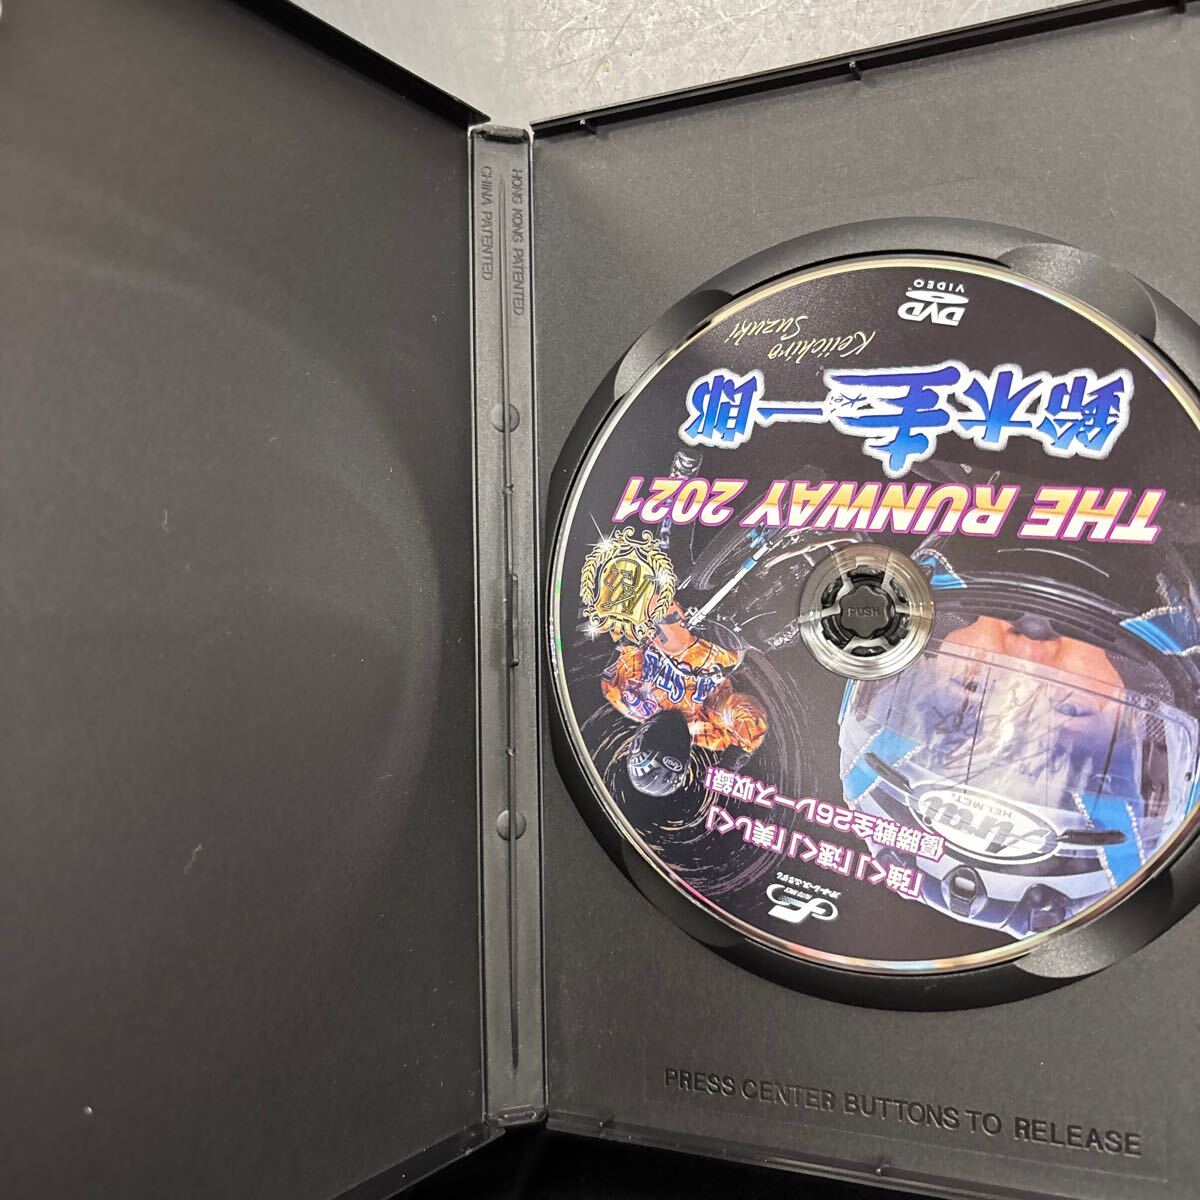 HONG KONG PATENTED
CHINA PATENTED
DVD
VIDEO
Keiichiro
Suzuki
鈴木圭一郎
THE RUNWAY 2021
PUSH
Arai
HELMET
「強く」「速く」「美しく」
優勝戦全26レース収録!
PRESS CENTER BUTTONS TO RELEASE